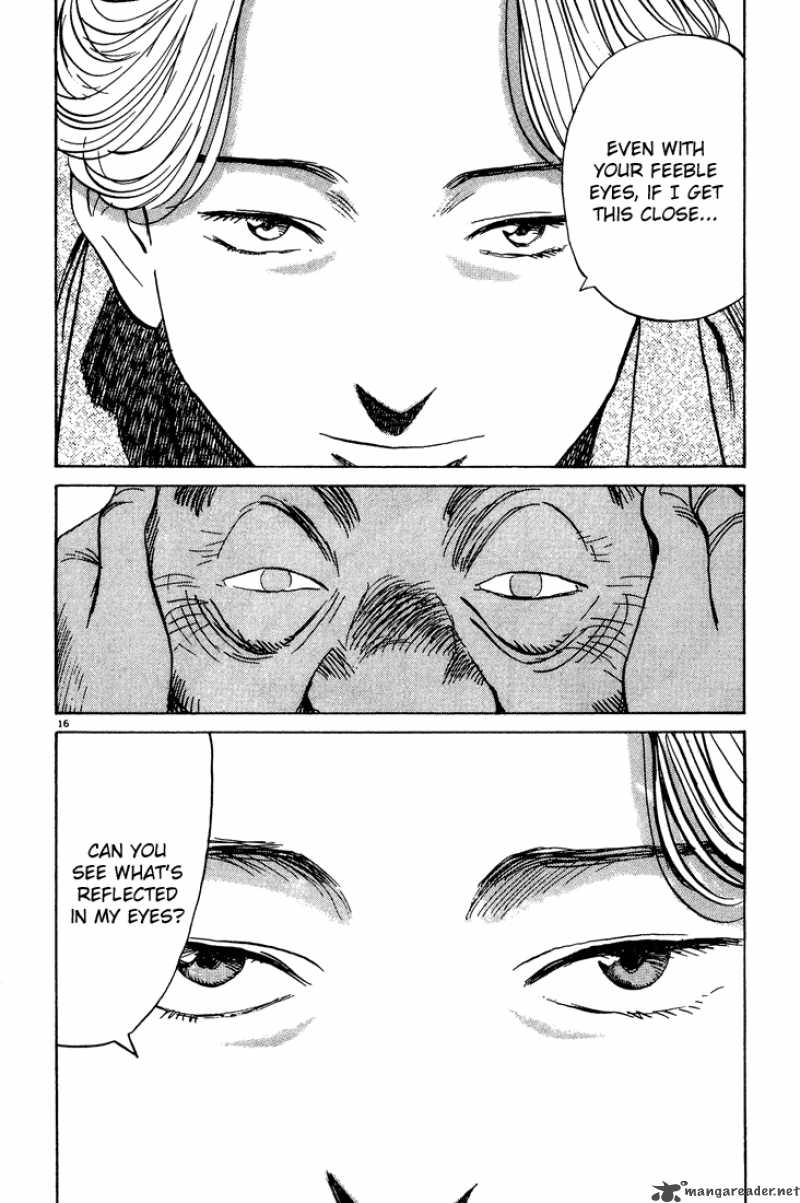 EVEN WITH
YOUR FEEBLE
EYES, IF I GET
THIS CLOSE...
16
CAN YOU
SEE WHAT'S
REFLECTED
IN MY EYES?
mangareader.net